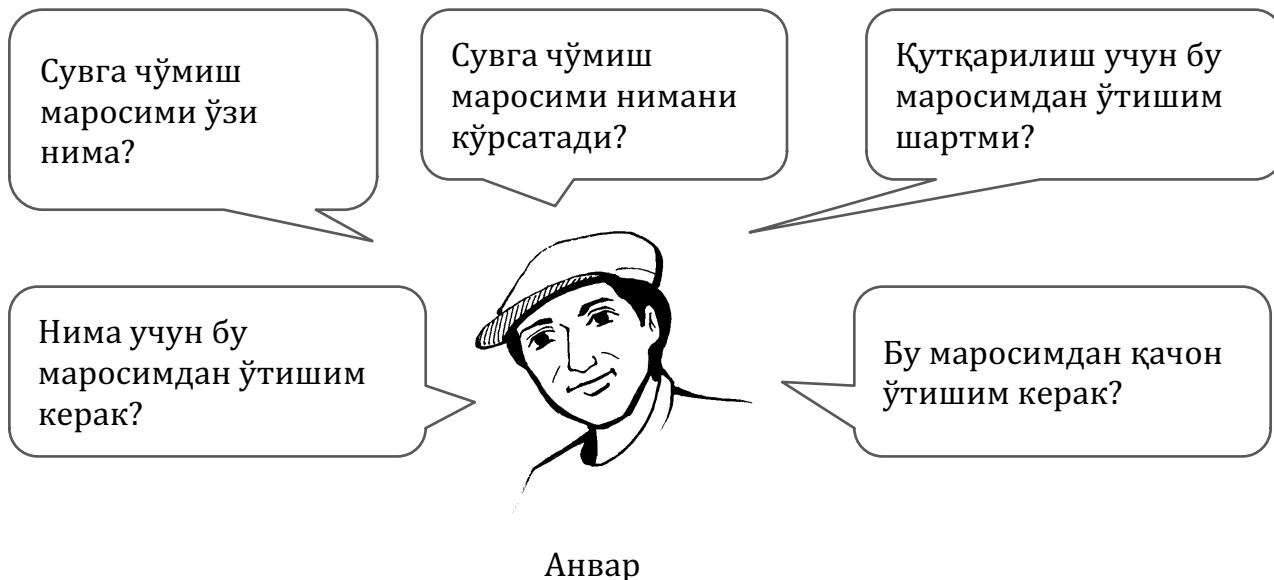 Сувга чўмиш
маросими ўзи
нима?
Сувга чўмиш
маросими нимани
кўрсатади?
Қутқарилиш учун бу
маросимдан ўтишим
шартми?
Нима учун бу
маросимдан ўтишим
керак?
Бу маросимдан қачон
ўтишим керак?
Анвар